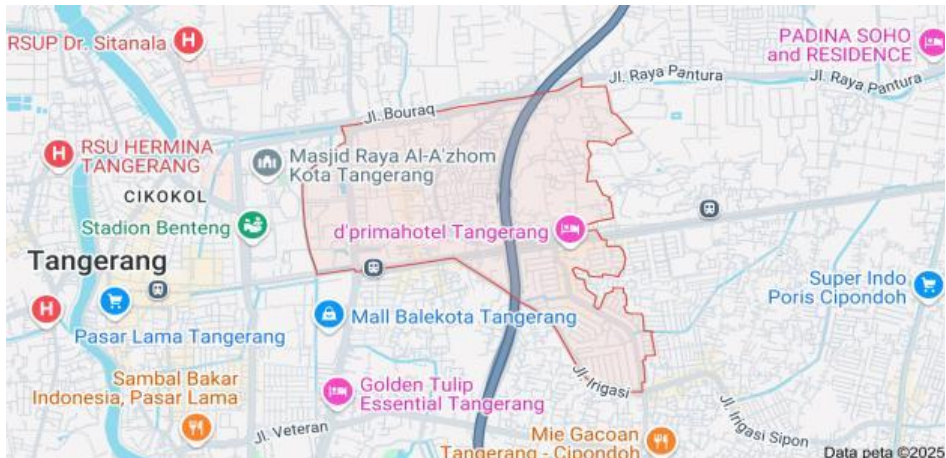 RSUP Dr. Sitanala
H
PADINA SOHO
and RESIDENCE
Jl. Raya Pantura
Jl. Raya Pantura
Jl. Bouraq
H
RSU HERMINA
TANGERANG
Masjid Raya Al-A'zhom
Kota Tangerang
CIKOKOL
Stadion Benteng
d'primahotel Tangerang
Tangerang
Super Indo
Poris Cipondoh
H
Pasar Lama Tangerang
Mall Balekota Tangerang
Sambal Bakar
Indonesia, Pasar Lama
Golden Tulip
Essential Tangerang
Jl. Irigasi
Jl. Irigasi Sipon
Jl. Veteran
Mie Gacoan
Tangerang - Cipondoh
Data peta ©2025